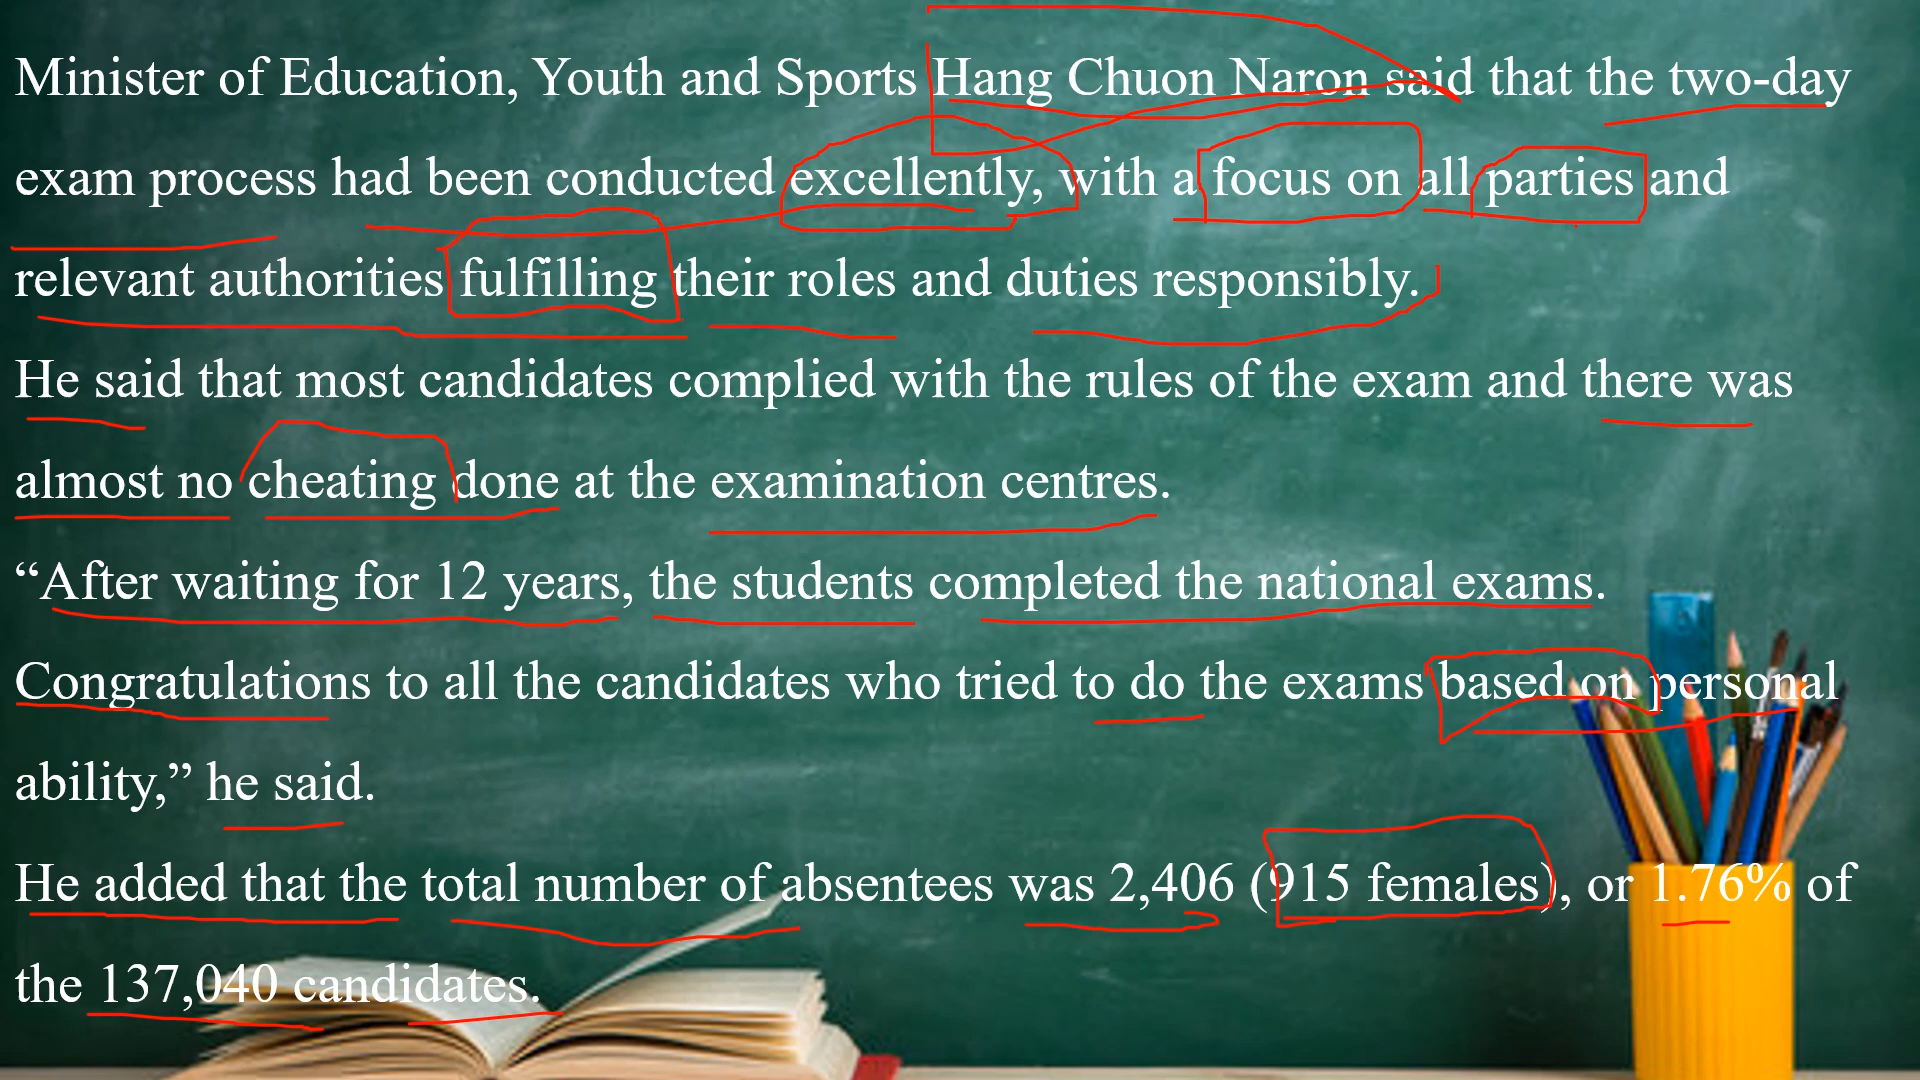 Minister of Education, Youth and Sports Hang Chuon Naron said that the two-day
exam process had been conducted excellently, with a focus on all parties and
relevant authorities fulfilling their roles and duties responsibly.
He said that most candidates complied with the rules of the exam and there was
almost no cheating done at the examination centres.
“After waiting for 12 years, the students completed the national exams.
Congratulations to all the candidates who tried to do the exams based on personal
ability,” he said.
He added that the total number of absentees was 2,406 (915 females), or 1.76% of
the 137,040 candidates.